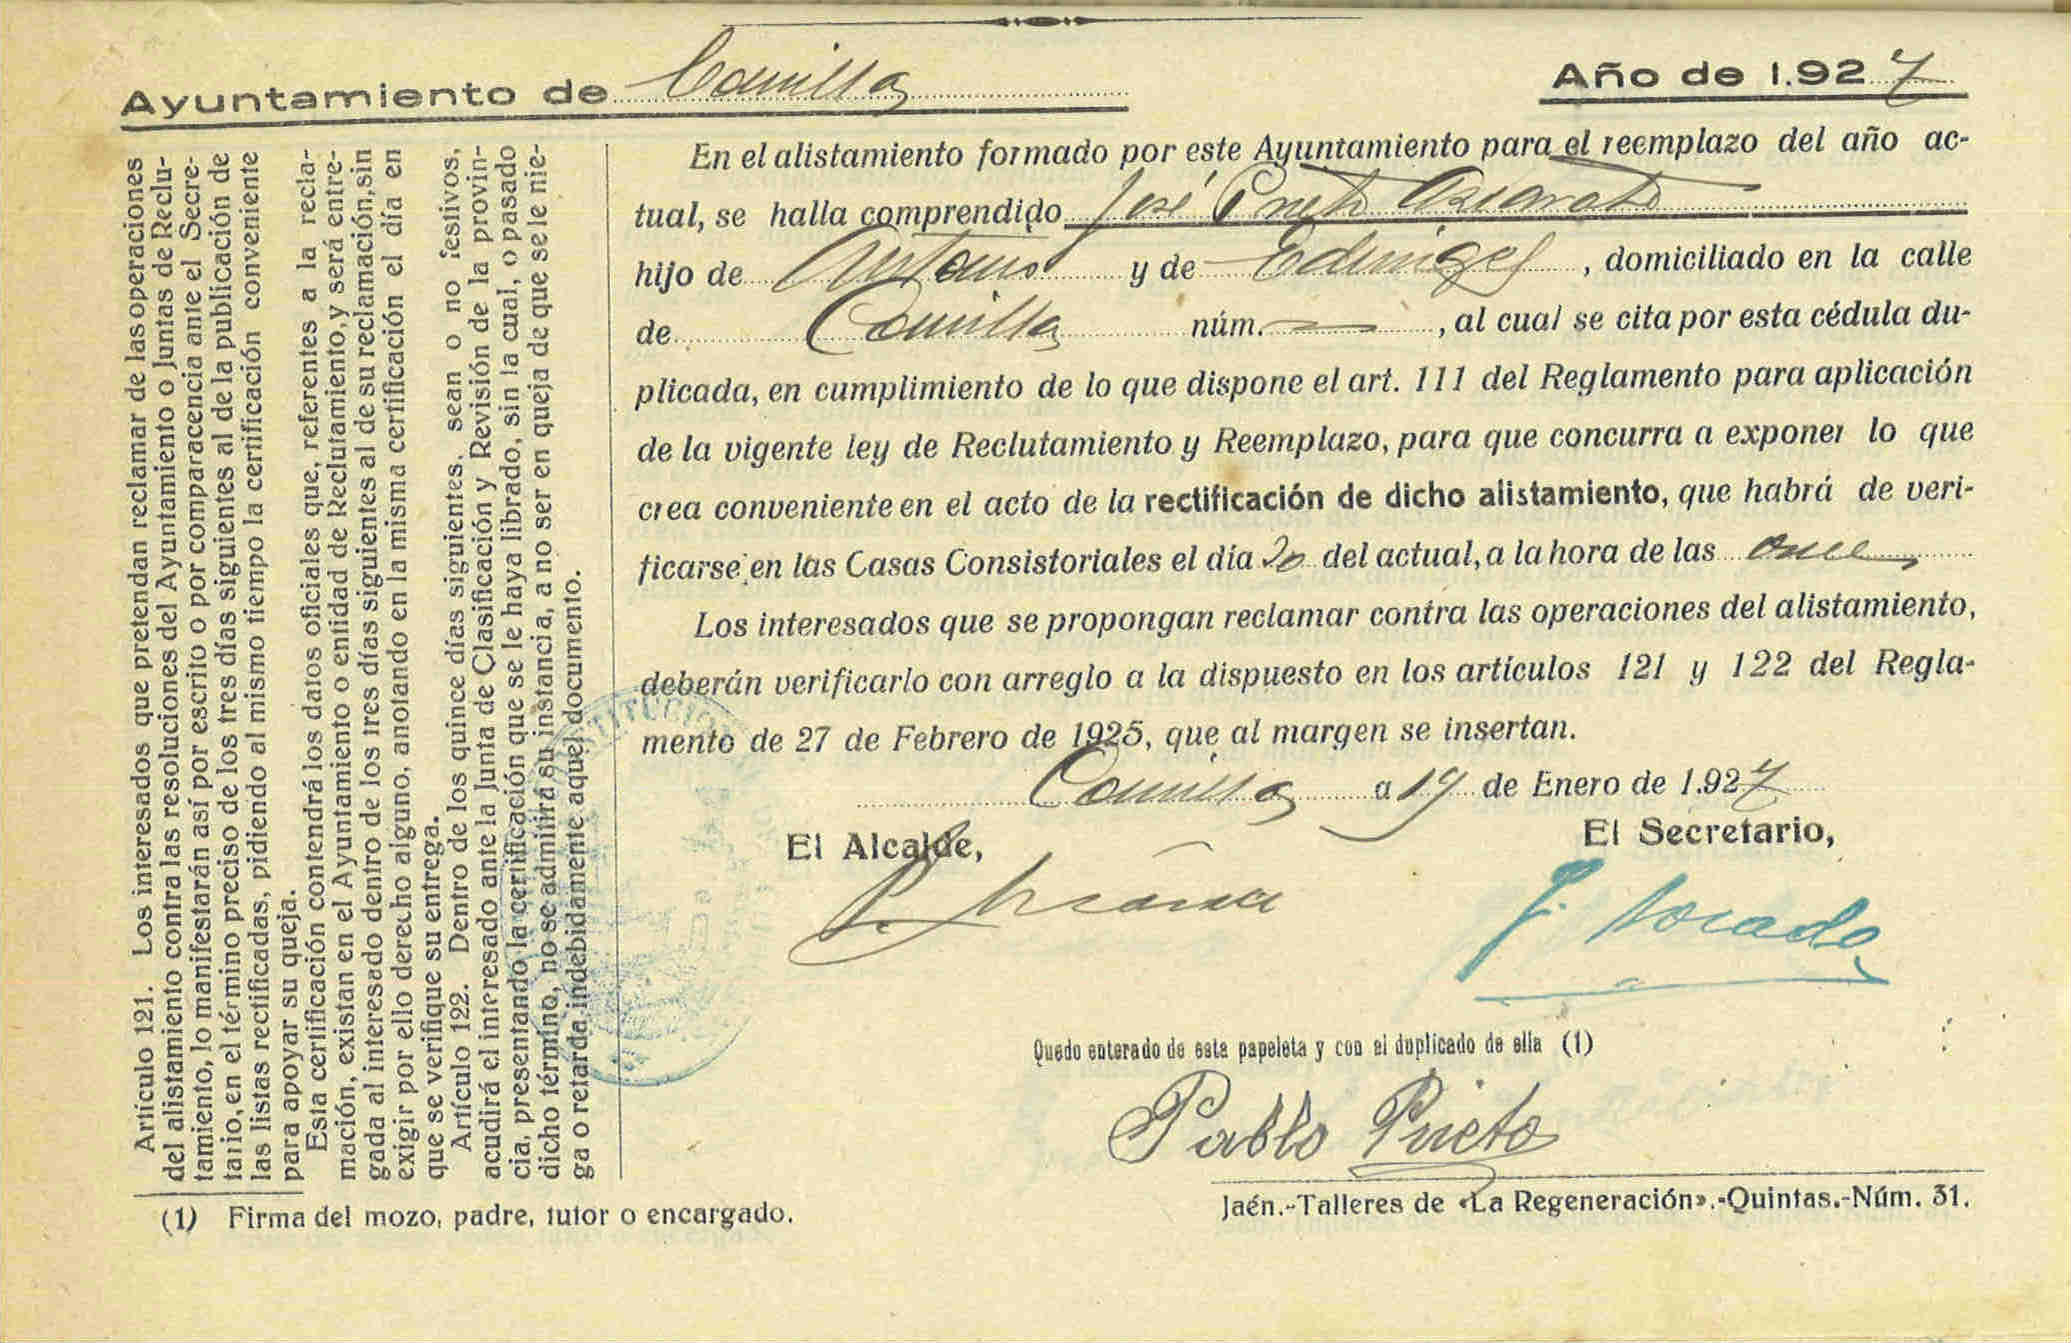 Ayuntamiento de Canilla
Año de 1.927
En el alistamiento formado por este Ayuntamiento para el reemplazo del año ac-
tual, se halla comprendido José Prieto
hijo de Antonio y de Eduviges, domiciliado en la calle
de Canilla núm. —, al cual se cita por esta cédula du-
plicada, en cumplimiento de lo que dispone el art. 111 del Reglamento para aplicación
de la vigente ley de Reclutamiento y Reemplazo, para que concurra a exponer lo que
crea conveniente en el acto de la rectificación de dicho alistamiento, que habrá de veri-
ficarse en las Casas Consistoriales el día 20 del actual, a la hora de las once
Los interesados que se propongan reclamar contra las operaciones del alistamiento,
deberán verificarlo con arreglo a la dispuesto en los artículos 121 y 122 del Regla-
mento de 27 de Febrero de 1925, que al margen se insertan.
Canilla a 19 de Enero de 1.927
El Alcalde,
El Secretario,
Quedo enterado de esta papeleta y con el duplicado de ella (1)
Pablo Prieto
Artículo 121. Los interesados que pretendan reclamar de las operaciones
del alistamiento contra las resoluciones del Ayuntamiento o Juntas de Reclu-
tamiento, lo manifestarán así por escrito o por comparacencia ante el Secre-
tario, en el término preciso de los tres días siguientes al de la publicación de
las listas rectificadas, pidiendo al mismo tiempo la certificación conveniente
para apoyar su queja.
Esta certificación contendrá los datos oficiales que, referentes a la recla-
mación, existan en el Ayuntamiento o entidad de Reclutamiento, y será entre-
gada al interesado dentro de los tres días siguientes al de su reclamación, sin
exigir por ello derecho alguno, anotando en la misma certificación el día en
que se verifique su entrega.
Artículo 122. Dentro de los quince días siguientes, sean o no festivos,
acudirá el interesado ante la Junta de Clasificación y Revisión de la provin-
cia, presentando la certificación que se le haya librado, sin la cual, o pasado
dicho término, no se admitirá su instancia, a no ser en queja de que se le nie-
ga o retarda indebidamente aquel documento.
(1) Firma del mozo, padre, tutor o encargado.
Jaén.-Talleres de «La Regeneración».-Quintas.-Núm. 31.